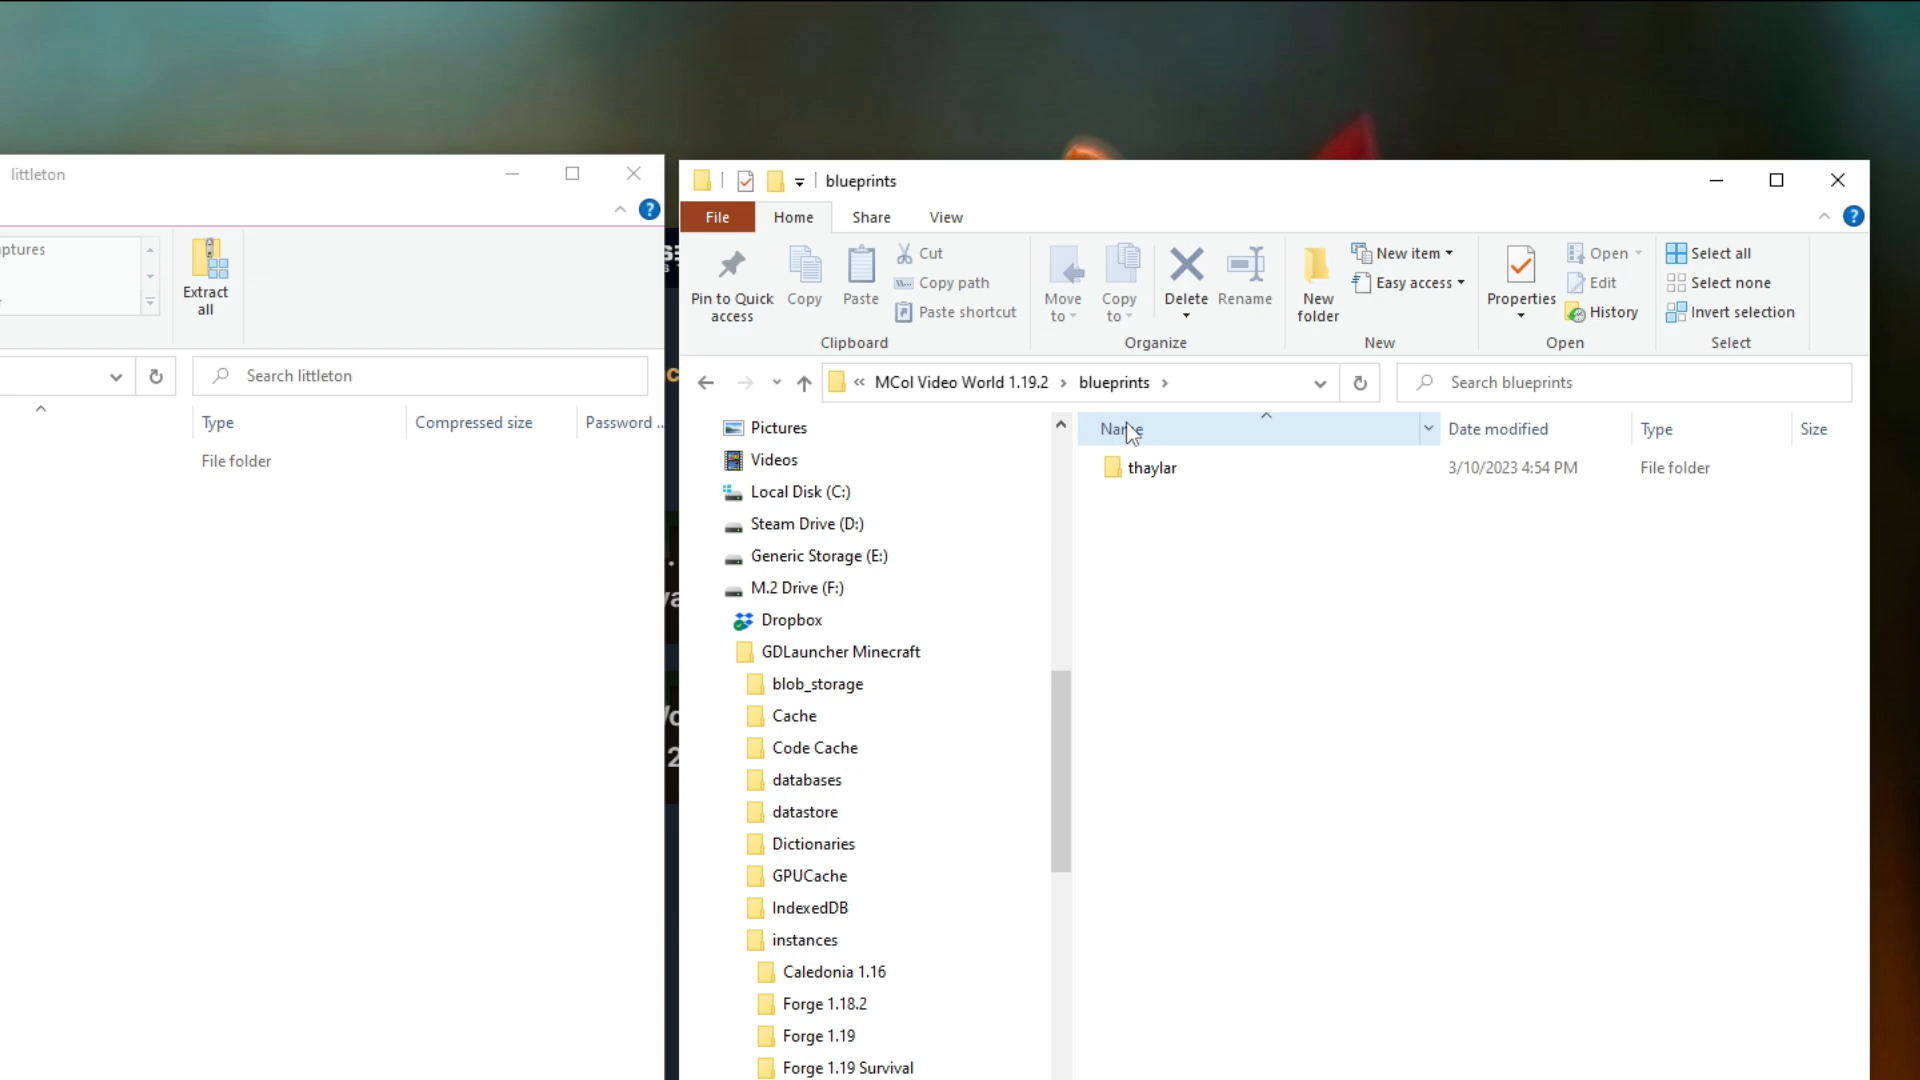 littleton
ptures
Extract
all
Search littleton
Type
Compressed size
Password ..
File folder
blueprints
File
Home
Share
View
Pin to Quick
access
Copy
Paste
Cut
Copy path
Paste shortcut
Clipboard
Move
to
Copy
to
Delete
Rename
Organize
New
folder
New item
Easy access
New
Properties
Open
Edit
History
Open
Select all
Select none
Invert selection
Select
« MCol Video World 1.19.2 › blueprints ›
Search blueprints
Name
Date modified
Type
Size
thaylar
3/10/2023 4:54 PM
File folder
Pictures
Videos
Local Disk (C:)
Steam Drive (D:)
Generic Storage (E:)
M.2 Drive (F:)
Dropbox
GDLauncher Minecraft
blob_storage
Cache
Code Cache
databases
datastore
Dictionaries
GPUCache
IndexedDB
instances
Caledonia 1.16
Forge 1.18.2
Forge 1.19
Forge 1.19 Survival